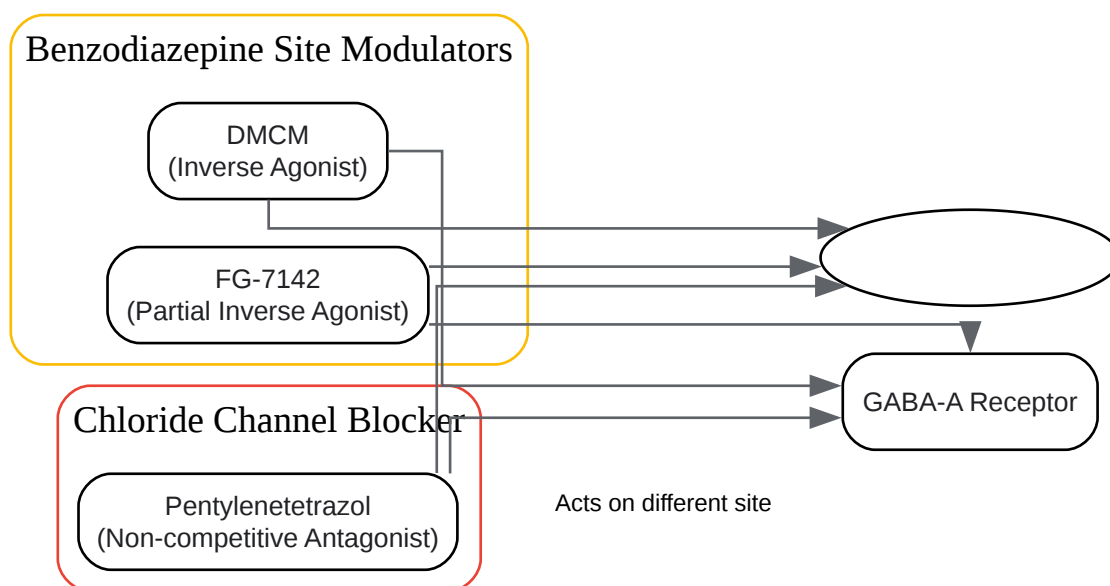 Benzodiazepine Site Modulators
DMCM
(Inverse Agonist)
FG-7142
(Partial Inverse Agonist)
GABA-A Receptor
Chloride Channel Blocker
Pentylenetetrazol
(Non-competitive Antagonist)
Acts on different site